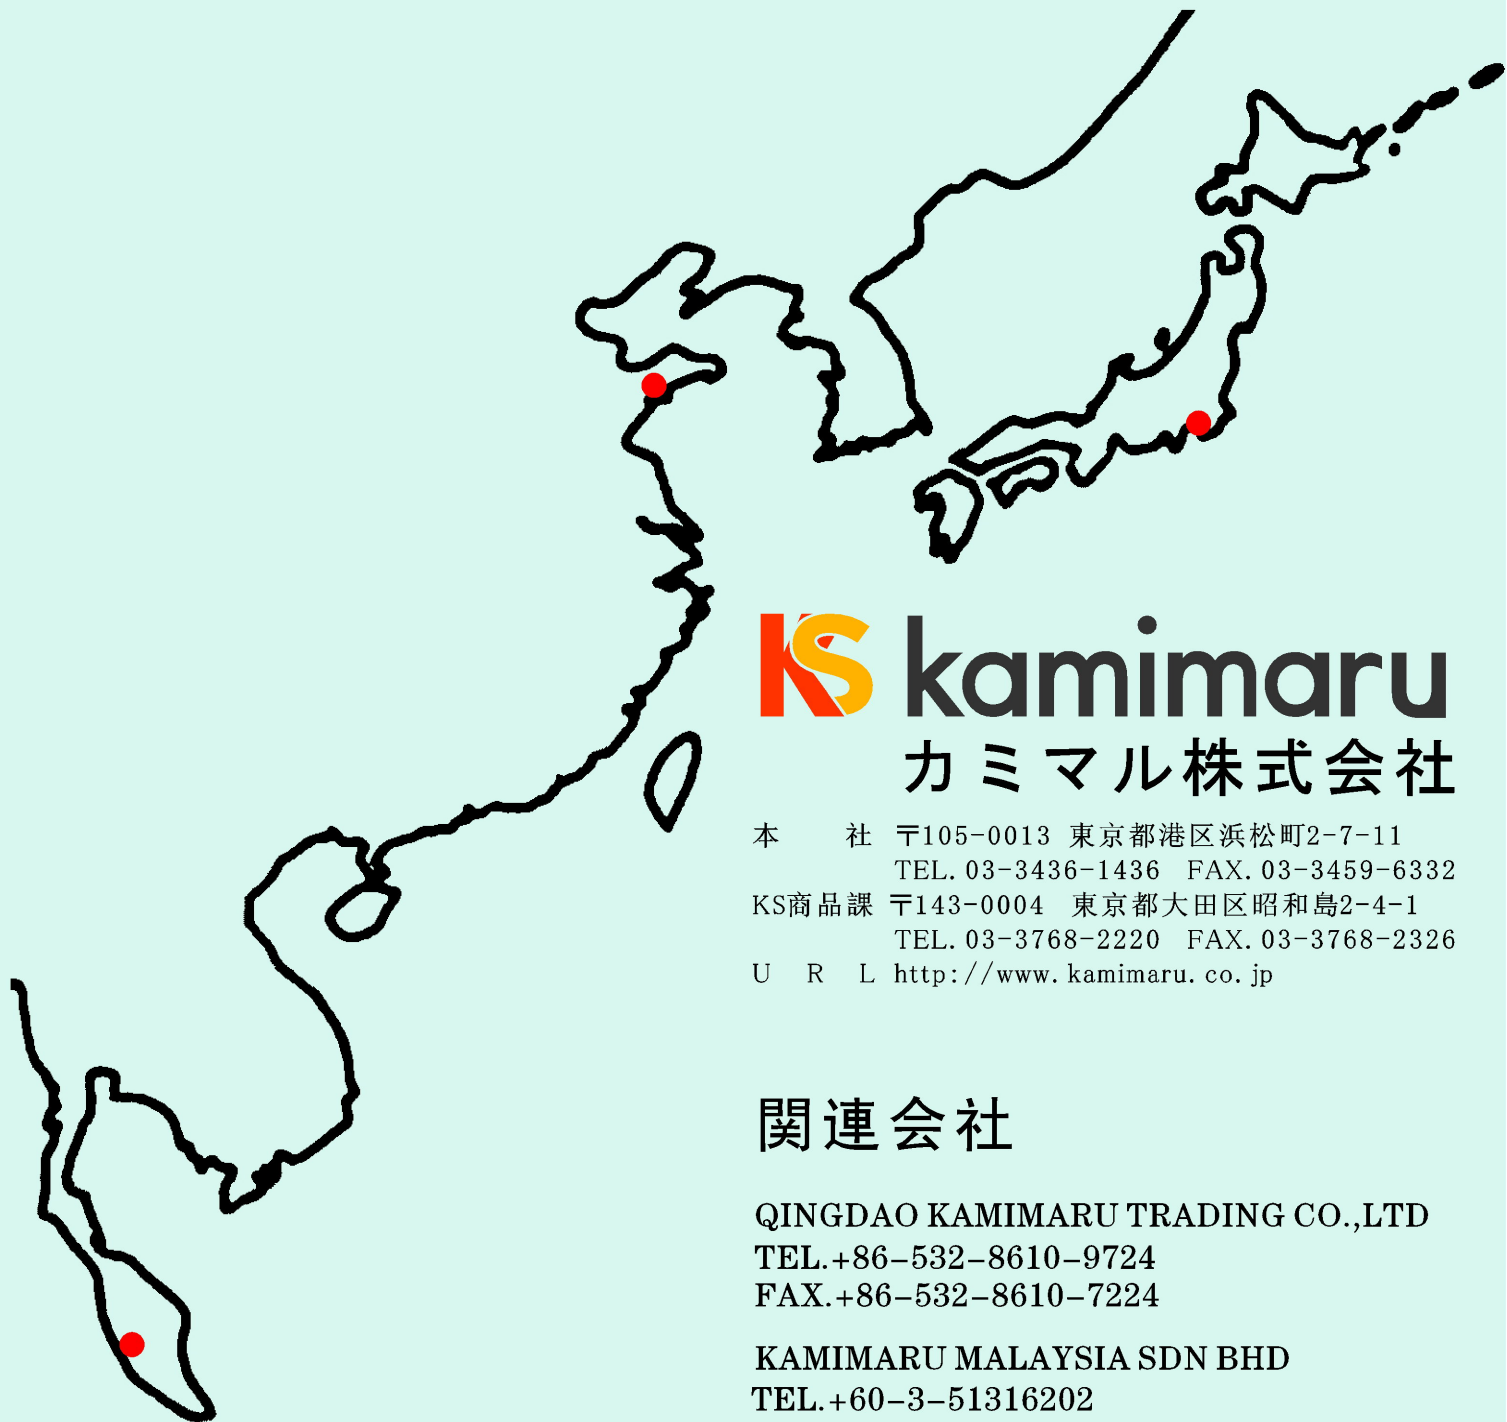 KS kamimaru
カミマル株式会社
本 社 〒105-0013 東京都港区浜松町2-7-11
TEL. 03-3436-1436 FAX. 03-3459-6332
KS商品課 〒143-0004 東京都大田区昭和島2-4-1
TEL. 03-3768-2220 FAX. 03-3768-2326
U R L http://www.kamimaru.co.jp
関連会社
QINGDAO KAMIMARU TRADING CO.,LTD
TEL.+86-532-8610-9724
FAX.+86-532-8610-7224
KAMIMARU MALAYSIA SDN BHD
TEL.+60-3-51316202